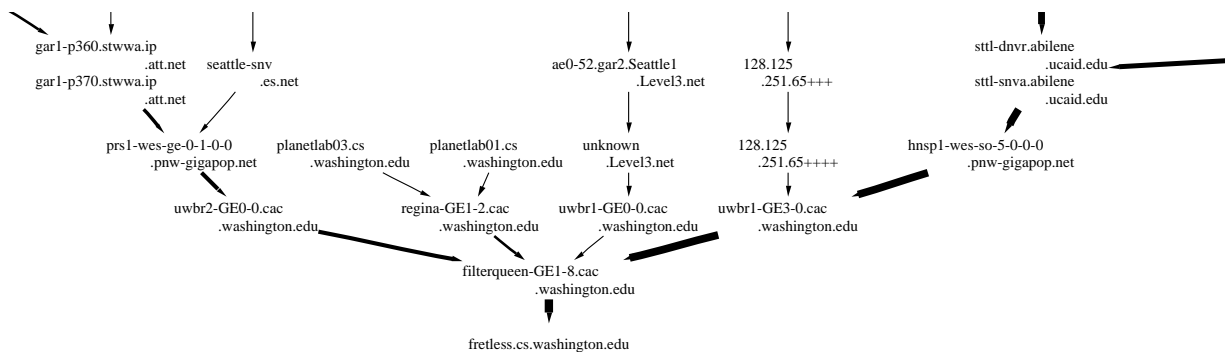 gar1-p360.stwwa.ip
.att.net
gar1-p370.stwwa.ip
.att.net
seattle-snv
.es.net
ae0-52.gar2.Seattle1
.Level3.net
128.125
.251.65+++
sttl-dnvr.abilene
.ucaid.edu
sttl-snva.abilene
.ucaid.edu
prs1-wes-ge-0-1-0-0
.pnw-gigapop.net
planetlab03.cs
.washington.edu
planetlab01.cs
.washington.edu
unknown
.Level3.net
128.125
.251.65++++
hnsp1-wes-so-5-0-0-0
.pnw-gigapop.net
uwbr2-GE0-0.cac
.washington.edu
regina-GE1-2.cac
.washington.edu
uwbr1-GE0-0.cac
.washington.edu
uwbr1-GE3-0.cac
.washington.edu
filterqueen-GE1-8.cac
.washington.edu
fretless.cs.washington.edu